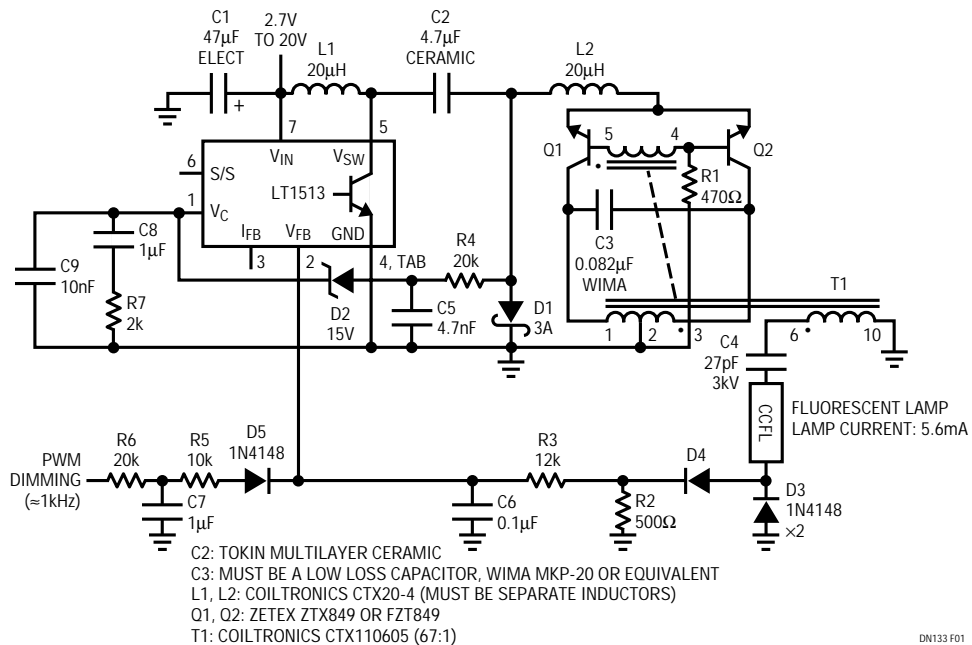 C1
47µF
ELECT
2.7V
TO 20V
L1
20µH
C2
4.7µF
CERAMIC
L2
20µH
+
7
5
VIN
VSW
6
S/S
LT1513
1
VC
IFB
VFB
GND
3
2
4, TAB
C8
1µF
C9
10nF
R7
2k
D2
15V
R4
20k
C5
4.7nF
D1
3A
Q1
5
4
Q2
R1
470Ω
C3
0.082µF
WIMA
T1
1
2
3
6
10
C4
27pF
3kV
CCFL
FLUORESCENT LAMP
LAMP CURRENT: 5.6mA
PWM
DIMMING
(≈1kHz)
R6
20k
R5
10k
D5
1N4148
C7
1µF
C6
0.1µF
R3
12k
R2
500Ω
D4
D3
1N4148
×2
C2: TOKIN MULTILAYER CERAMIC
C3: MUST BE A LOW LOSS CAPACITOR, WIMA MKP-20 OR EQUIVALENT
L1, L2: COILTRONICS CTX20-4 (MUST BE SEPARATE INDUCTORS)
Q1, Q2: ZETEX ZTX849 OR FZT849
T1: COILTRONICS CTX110605 (67:1)
DN133 F01